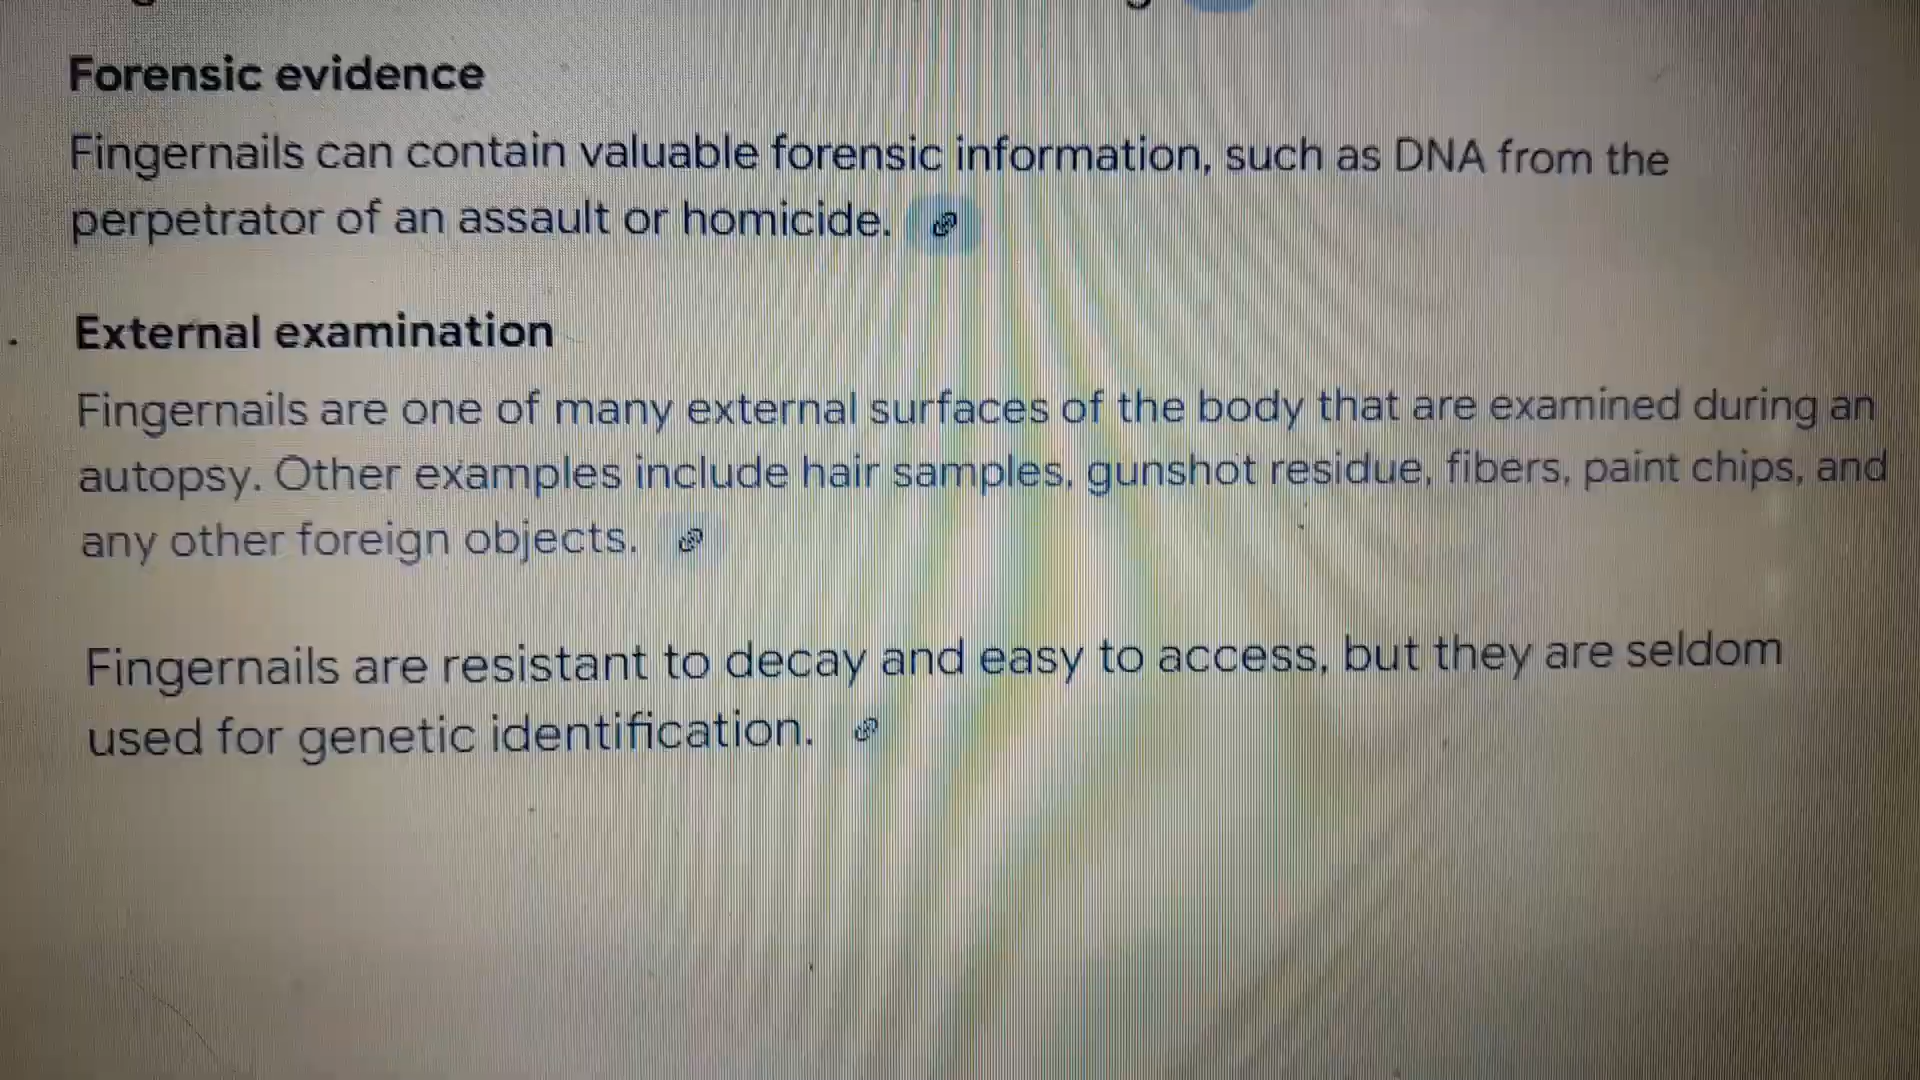 Forensic evidence
Fingernails can contain valuable forensic information, such as DNA from the
perpetrator of an assault or homicide.
External examination
Fingernails are one of many external surfaces of the body that are examined during an
autopsy. Other examples include hair samples, gunshot residue, fibers, paint chips, and
any other foreign objects.
Fingernails are resistant to decay and easy to access, but they are seldom
used for genetic identification.